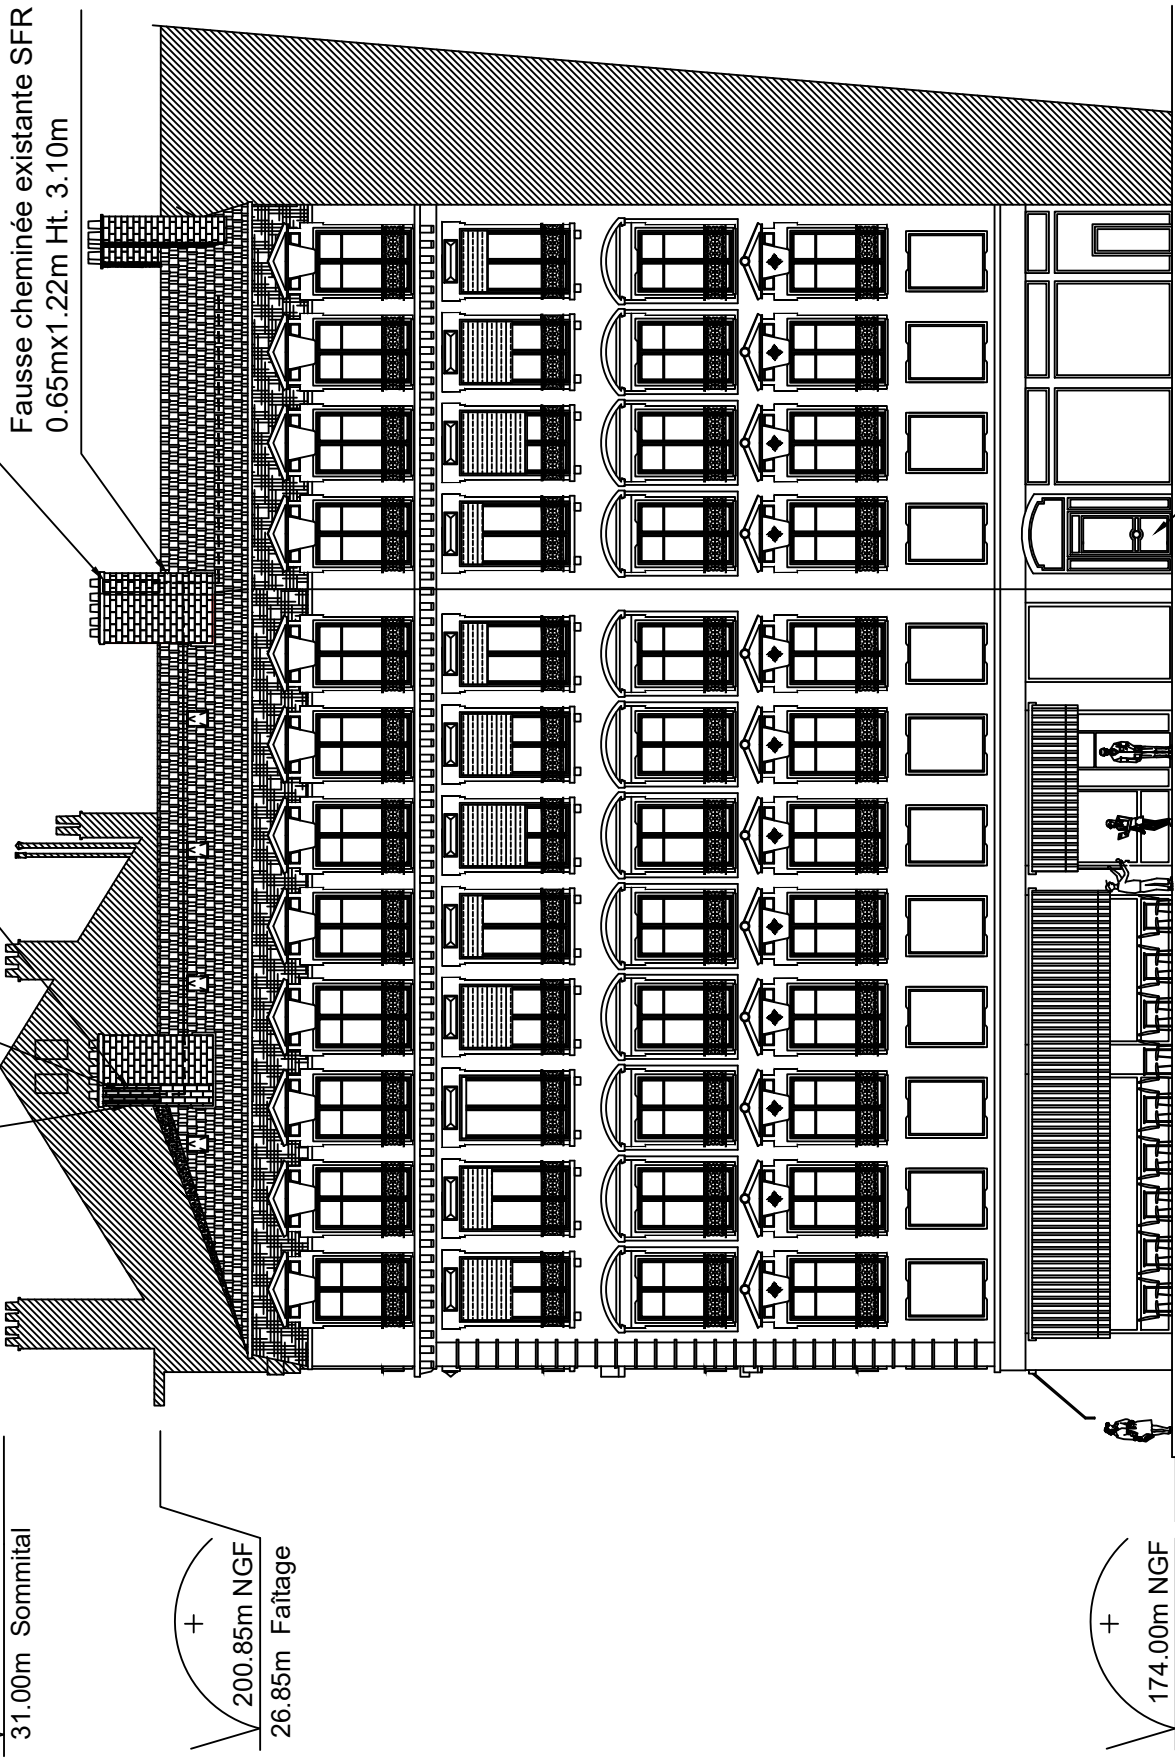 Fausse cheminée existante SFR
0.65mx1.22m Ht. 3.10m
31.00m Sommital
200.85m NGF
26.85m Faîtage
174.00m NGF